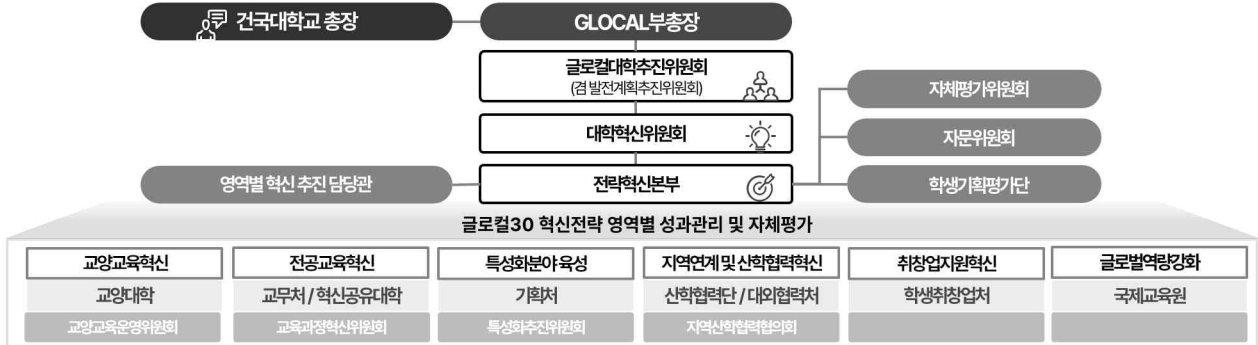 건국대학교 총장
GLOCAL부총장
글로컬대학추진위원회
(겸 발전계획추진위원회)
자체평가위원회
대학혁신위원회
자문위원회
영역별 혁신 추진 담당관
전략혁신본부
학생기획평가단
글로컬30 혁신전략 영역별 성과관리 및 자체평가
교양교육혁신
전공교육혁신
특성화분야 육성
지역연계 및 산학협력혁신
취창업지원혁신
글로벌역량강화
교양대학
교무처 / 혁신공유대학
기획처
산학협력단 / 대외협력처
학생취창업처
국제교육원
교양교육운영위원회
교육과정혁신위원회
특성화추진위원회
지역산학협력협의회